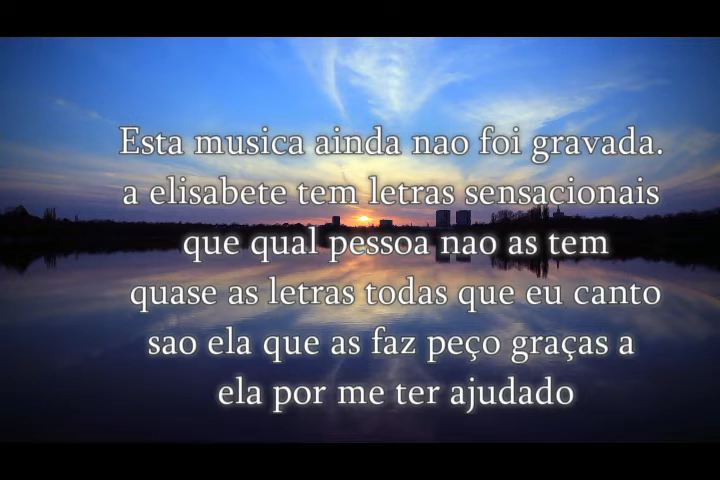 Esta musica ainda nao foi gravada.
a elisabete tem letras sensacionais
que qual pessoa nao as tem
quase as letras todas que eu canto
sao ela que as faz peço graças a
ela por me ter ajudado